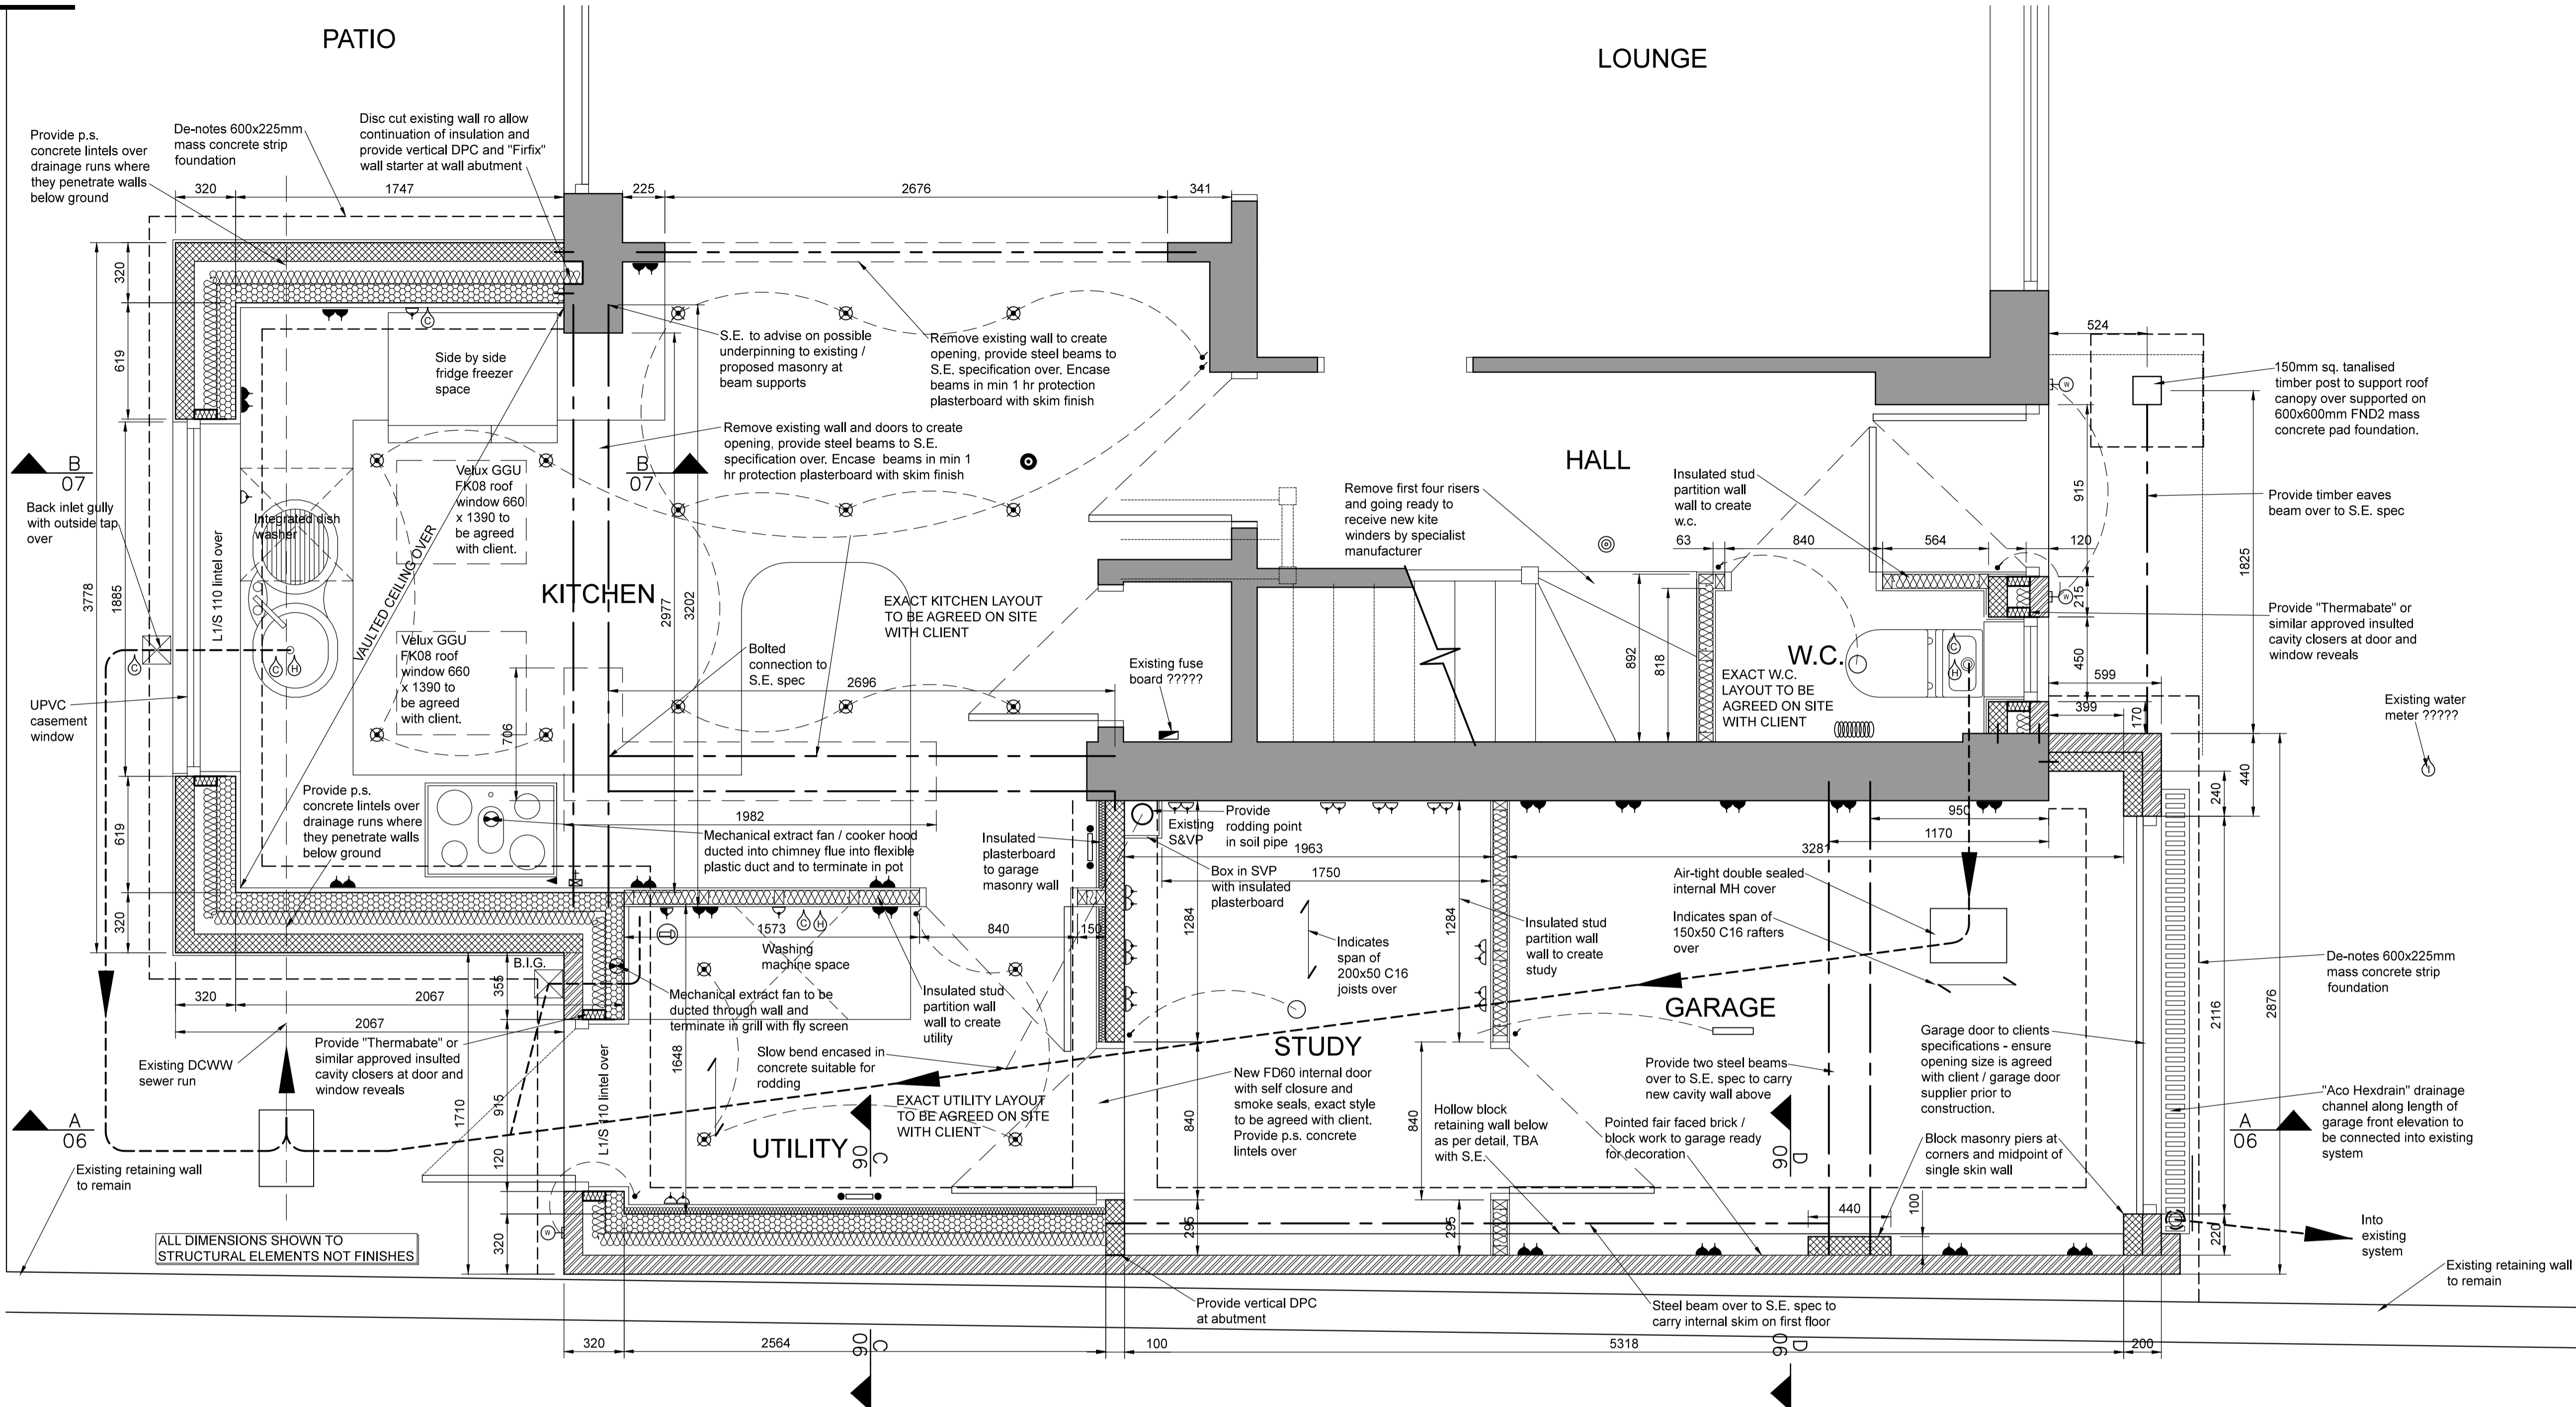 PATIO
LOUNGE
Provide p.s.
concrete lintels over
drainage runs where
they penetrate walls
below ground
De-notes 600x225mm
mass concrete strip
foundation
Disc cut existing wall ro allow
continuation of insulation and
provide vertical DPC and "Firfix"
wall starter at wall abutment
320
1747
225
2676
341
320
619
3778
1885
619
320
Side by side
fridge freezer
space
S.E. to advise on possible
underpinning to existing /
proposed masonry at
beam supports
Remove existing wall to create
opening, provide steel beams to
S.E. specification over. Encase
beams in min 1 hr protection
plasterboard with skim finish
Remove existing wall and doors to create
opening, provide steel beams to S.E.
specification over. Encase beams in min 1
hr protection plasterboard with skim finish
524
150mm sq. tanalised
timber post to support roof
canopy over supported on
600x600mm FND2 mass
concrete pad foundation.
B
07
B
07
Back inlet gully
with outside tap
over
Velux GGU
FK08 roof
window 660
x 1390 to
be agreed
with client.
Integrated dish
washer
L1/S 110 lintel over
VAULTED CEILING OVER
HALL
Remove first four risers
and going ready to
receive new kite
winders by specialist
manufacturer
Insulated stud
partition wall
wall to create
w.c.
915
1825
Provide timber eaves
beam over to S.E. spec
63
840
564
120
KITCHEN
EXACT KITCHEN LAYOUT
TO BE AGREED ON SITE
WITH CLIENT
2977
3202
215
Provide "Thermabate" or
similar approved insulted
cavity closers at door and
window reveals
C
H
C
C
Velux GGU
FK08 roof
window 660
x 1390 to
be agreed
with client.
Bolted
connection to
S.E. spec
2696
Existing fuse
board ?????
892
818
W.C.
EXACT W.C.
LAYOUT TO BE
AGREED ON SITE
WITH CLIENT
C
H
W
W
450
599
399
170
Existing water
meter ?????
UPVC
casement
window
706
1982
Provide p.s.
concrete lintels over
drainage runs where
they penetrate walls
below ground
Mechanical extract fan / cooker hood
ducted into chimney flue into flexible
plastic duct and to terminate in pot
Insulated
plasterboard
to garage
masonry wall
Existing
S&VP
Provide
rodding point
in soil pipe
1963
Box in SVP
with insulated
plasterboard
1750
950
1170
3281
440
240
Air-tight double sealed
internal MH cover
Indicates span of
150x50 C16 rafters
over
1284
1284
Indicates
span of
200x50 C16
joists over
Insulated stud
partition wall
wall to create
study
1573
840
150
C
H
Washing
machine space
B.I.G.
355
320
2067
2067
Mechanical extract fan to be
ducted through wall and
terminate in grill with fly screen
Insulated stud
partition wall
wall to create
utility
De-notes 600x225mm
mass concrete strip
foundation
GARAGE
2116
2876
Existing DCWW
sewer run
Provide "Thermabate" or
similar approved insulted
cavity closers at door and
window reveals
L1/S 110 lintel over
1648
Slow bend encased in
concrete suitable for
rodding
STUDY
New FD60 internal door
with self closure and
smoke seals, exact style
to be agreed with client.
Provide p.s. concrete
lintels over
Provide two steel beams
over to S.E. spec to carry
new cavity wall above
Garage door to clients
specifications - ensure
opening size is agreed
with client / garage door
supplier prior to
construction.
"Aco Hexdrain" drainage
channel along length of
garage front elevation to
be connected into existing
system
A
06
A
06
915
1710
EXACT UTILITY LAYOUT
TO BE AGREED ON SITE
WITH CLIENT
UTILITY
C
06
840
840
Hollow block
retaining wall below
as per detail, TBA
with S.E.
Pointed fair faced brick /
block work to garage ready
for decoration
D
06
Block masonry piers at
corners and midpoint of
single skin wall
Existing retaining wall
to remain
120
320
W
295
295
440
100
220
Into
existing
system
ALL DIMENSIONS SHOWN TO
STRUCTURAL ELEMENTS NOT FINISHES
Existing retaining wall
to remain
Provide vertical DPC
at abutment
Steel beam over to S.E. spec to
carry internal skim on first floor
320
2564
C
06
100
5318
D
06
200